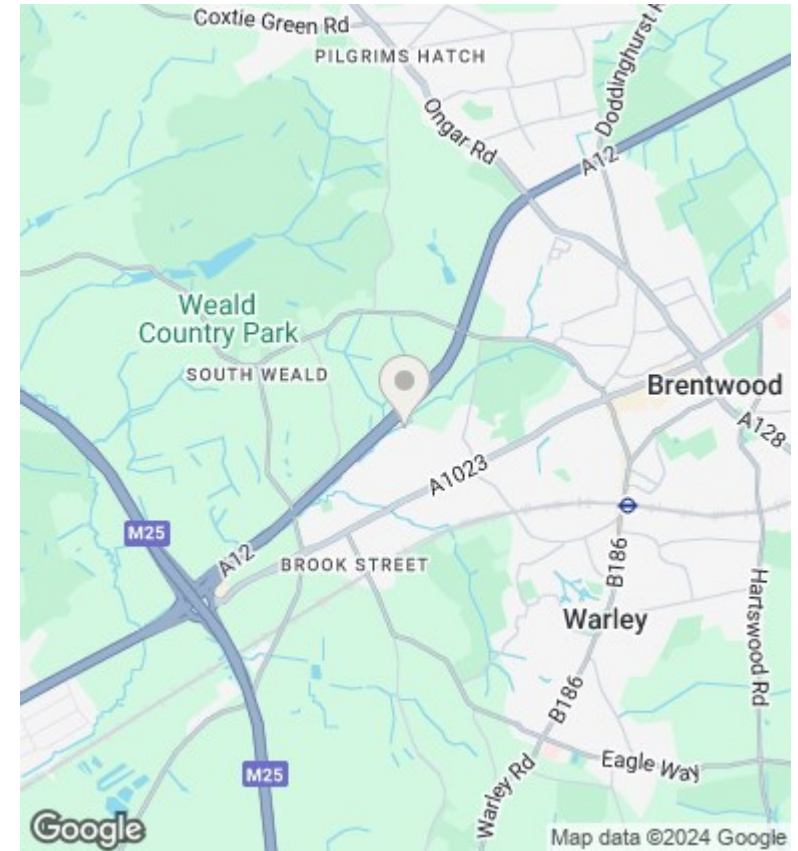 Coxtie Green Rd
PILGRIMS HATCH
Ongar Rd
Doddinghurst
A12
Weald
Country Park
SOUTH WEALD
Brentwood
A128
A1023
M25
A12
BROOK STREET
B186
Hartswood Rd
Warley
B186
Eagle Way
M25
Warley Rd
Google
Map data ©2024 Google